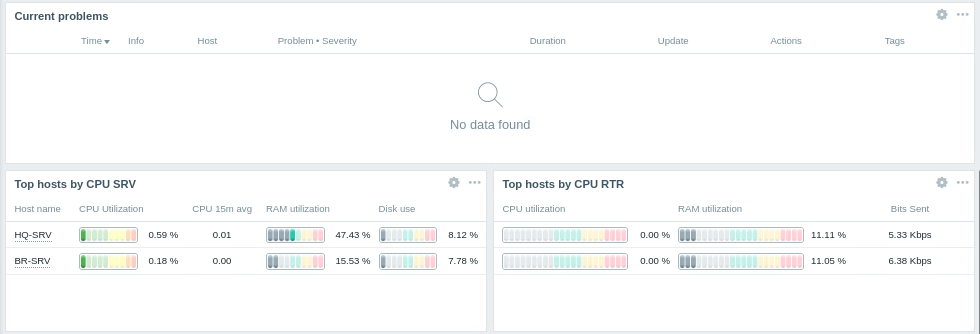 Current problems
Time Info Host Problem • Severity Duration Update Actions Tags
No data found
Top hosts by CPU SRV
Host name CPU Utilization CPU 15m avg RAM utilization Disk use
HQ-SRV 0.59 % 0.01 47.43 % 8.12 %
BR-SRV 0.18 % 0.00 15.53 % 7.78 %
Top hosts by CPU RTR
CPU utilization RAM utilization Bits Sent
0.00 % 11.11 % 5.33 Kbps
0.00 % 11.05 % 6.38 Kbps